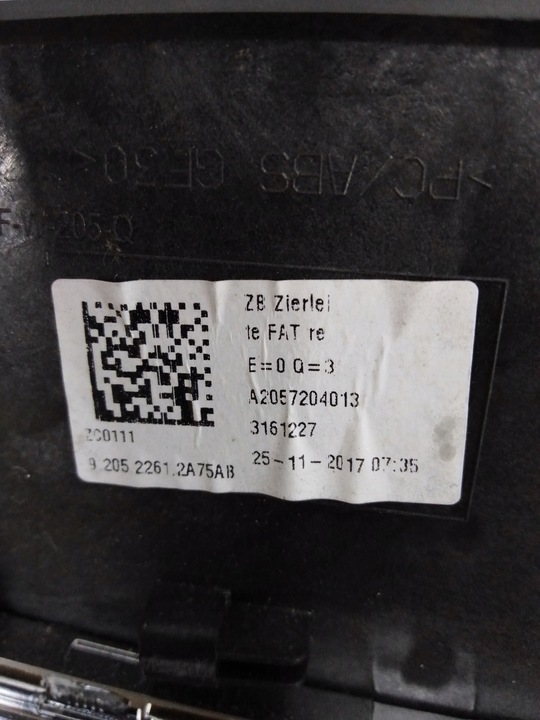 >PC/ABS GF30<
205-Q
ZB Zierlei
te FAT re
E=0 Q=3
A2057204013
ZC0111
3161227
9 205 2261.2A75AB
25-11-2017 07:35